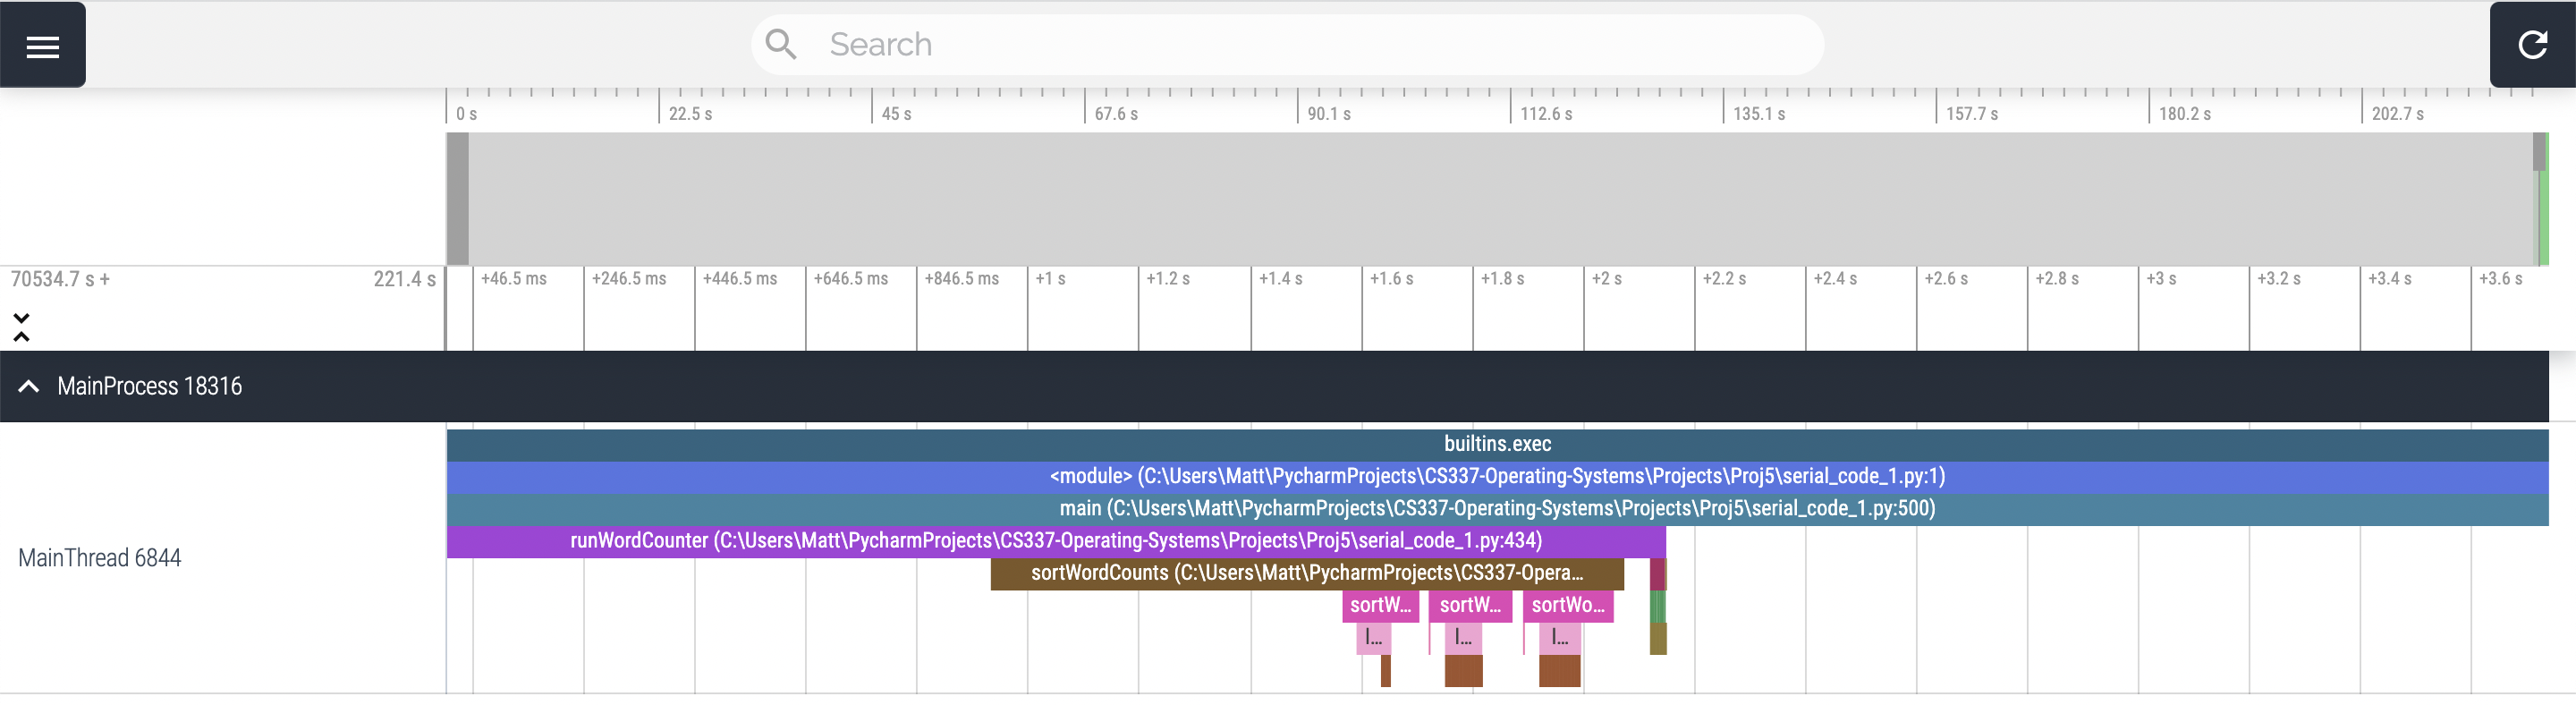 Search
0 s 22.5 s 45 s 67.6 s 90.1 s 112.6 s 135.1 s 157.7 s 180.2 s 202.7 s
70534.7 s + 221.4 s +46.5 ms +246.5 ms +446.5 ms +646.5 ms +846.5 ms +1 s +1.2 s +1.4 s +1.6 s +1.8 s +2 s +2.2 s +2.4 s +2.6 s +2.8 s +3 s +3.2 s +3.4 s +3.6 s
MainProcess 18316
builtins.exec
<module> (C:\Users\Matt\PycharmProjects\CS337-Operating-Systems\Projects\Proj5\serial_code_1.py:1)
main (C:\Users\Matt\PycharmProjects\CS337-Operating-Systems\Projects\Proj5\serial_code_1.py:500)
runWordCounter (C:\Users\Matt\PycharmProjects\CS337-Operating-Systems\Projects\Proj5\serial_code_1.py:434)
MainThread 6844
sortWordCounts (C:\Users\Matt\PycharmProjects\CS337-Opera...
sortW... sortW... sortWo...
l... l... l...